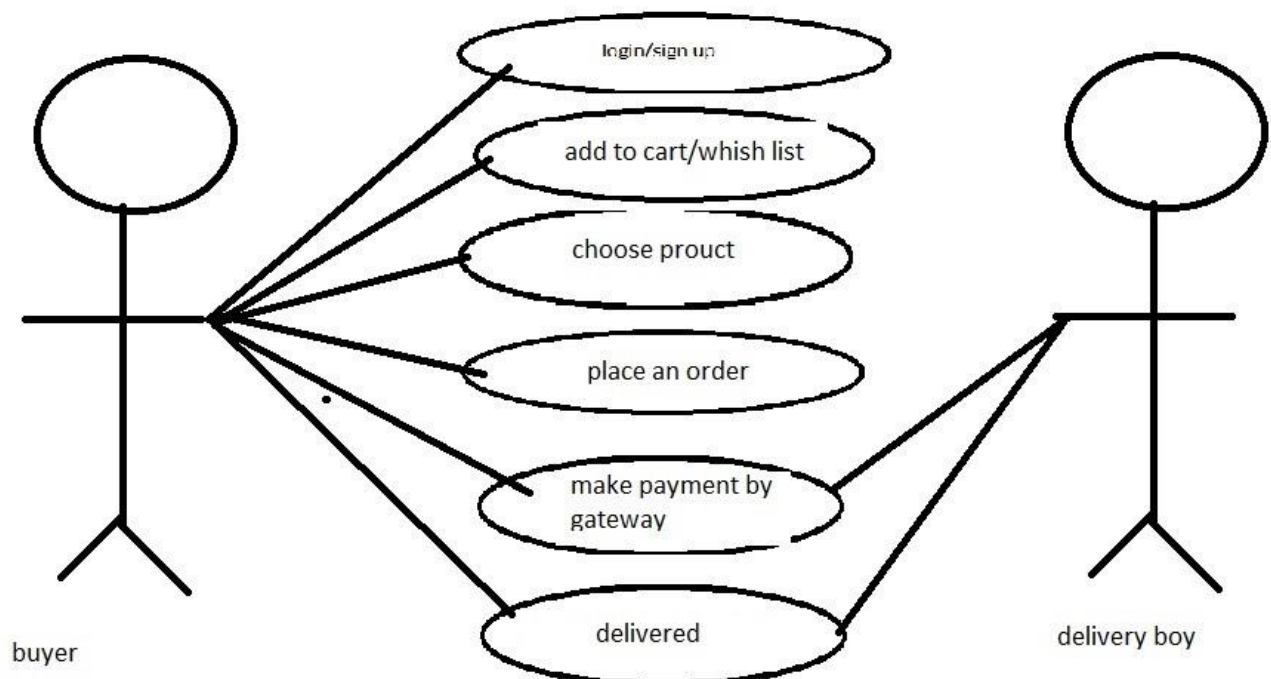 login/sign up
add to cart/whish list
choose prouct
place an order
make payment by
gateway
delivered
buyer
delivery boy